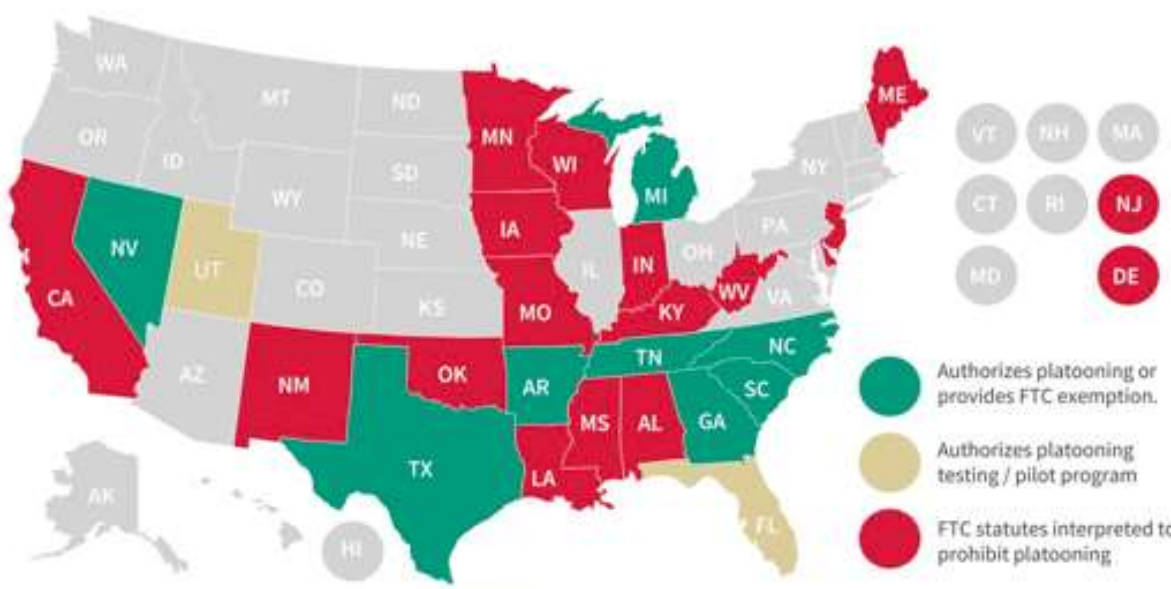 WA
MT
ND
OR
ID
SD
WY
NE
NV
UT
CO
KS
CA
AZ
NM
OK
TX
MN
WI
IA
MO
AR
LA
MI
IL
IN
OH
KY
WV
VA
PA
NY
ME
TN
NC
SC
MS
AL
GA
FL
AK
HI
VT NH MA
CT RI NJ
MD DE
Authorizes platooning or
provides FTC exemption.
Authorizes platooning
testing / pilot program
FTC statutes interpreted to
prohibit platooning